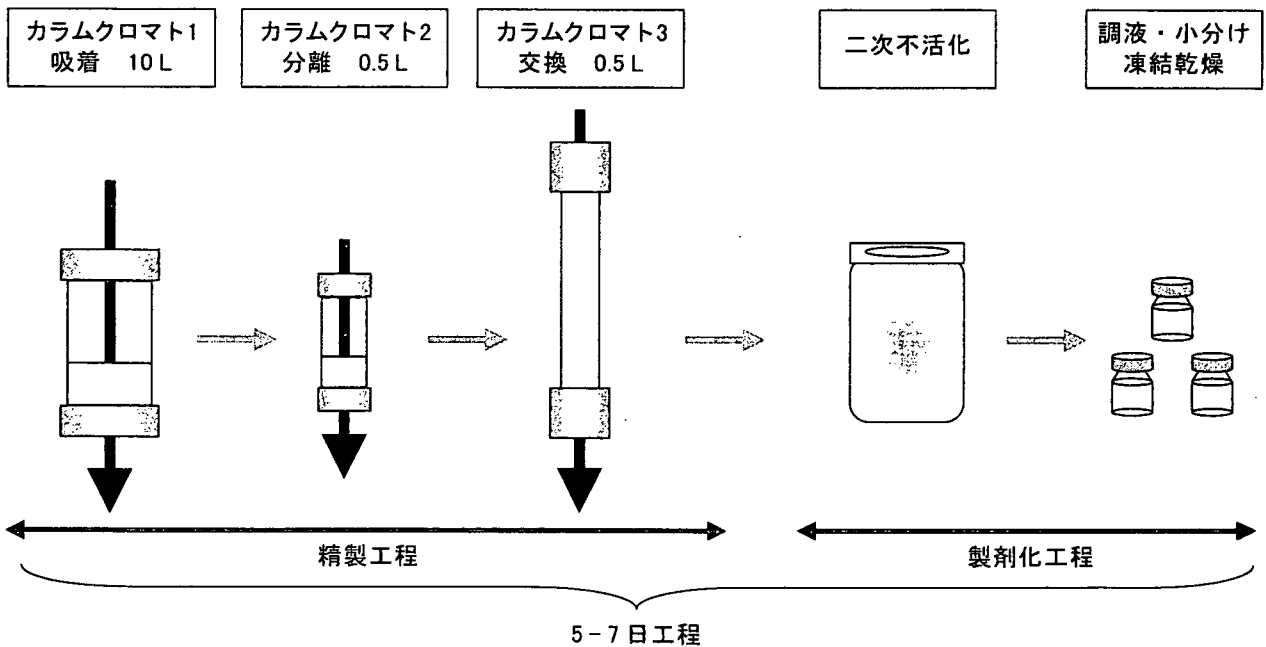 カラムクロマト1
吸着 10L
カラムクロマト2
分離 0.5L
カラムクロマト3
交換 0.5L
二次不活化
調液・小分け
凍結乾燥
精製工程
製剤化工程
5-7日工程